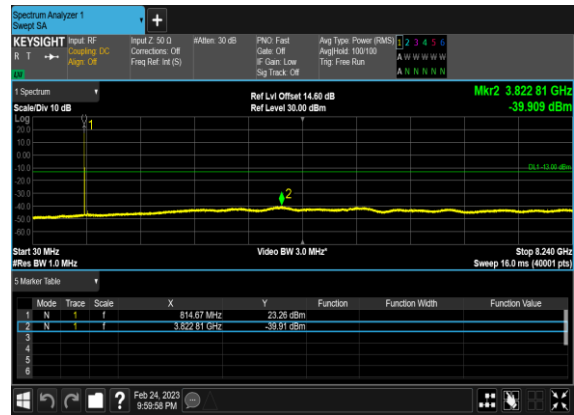 Spectrum Analyzer 1
Swept SA
+
KEYSIGHT
R T
LXI
Input: RF
Coupling: DC
Align: Off
Input Z: 50 Ω
Corrections: Off
Freq Ref: Int (S)
#Atten: 30 dB
PNO: Fast
Gate: Off
IF Gain: Low
Sig Track: Off
Avg Type: Power (RMS)
Avg|Hold: 100/100
Trig: Free Run
1 2 3 4 5 6
A W W W W W
A N N N N N
1 Spectrum
Scale/Div 10 dB
Ref Lvl Offset 14.60 dB
Ref Level 30.00 dBm
Mkr2 3.822 81 GHz
-39.909 dBm
Log
20.0
10.0
0.00
-10.0
-20.0
-30.0
-40.0
-50.0
-60.0
1
2
DL1 -13.00 dBm
Start 30 MHz
#Res BW 1.0 MHz
Video BW 3.0 MHz*
Stop 8.240 GHz
Sweep 16.0 ms (40001 pts)
5 Marker Table
Mode Trace Scale X Y Function Function Width Function Value
1 N 1 f 814.67 MHz 23.26 dBm
2 N 1 f 3.822 81 GHz -39.91 dBm
3
4
5
6
?
Feb 24, 2023
9:59:58 PM